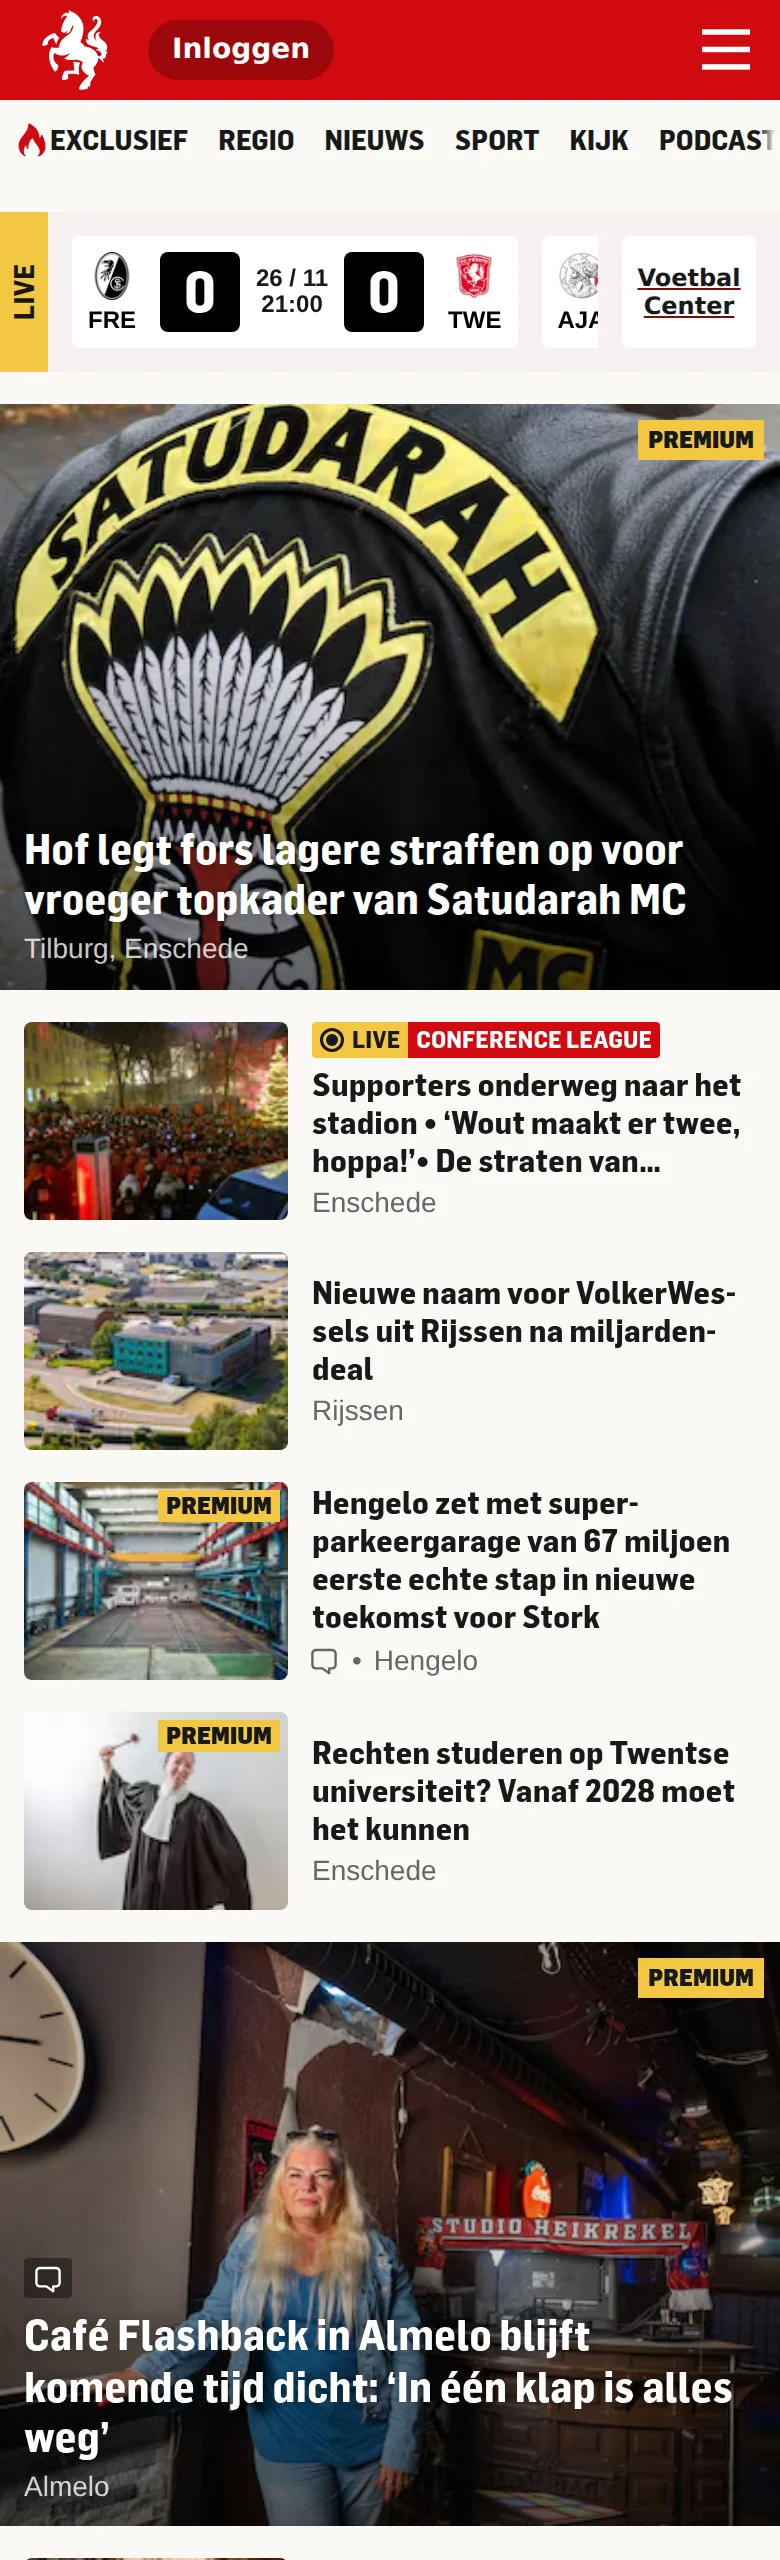 Inloggen
EXCLUSIEF REGIO NIEUWS SPORT KIJK PODCAST
LIVE
FRE
0
26 / 11
21:00
0
TWE
AJA
Voetbal
Center
PREMIUM
SATUDARAH
MC
Hof legt fors lagere straffen op voor
vroeger topkader van Satudarah MC
Tilburg, Enschede
LIVE CONFERENCE LEAGUE
Supporters onderweg naar het
stadion • ‘Wout maakt er twee,
hoppa!’• De straten van...
Enschede
Nieuwe naam voor VolkerWes-
sels uit Rijssen na miljarden-
deal
Rijssen
PREMIUM
Hengelo zet met super-
parkeergarage van 67 miljoen
eerste echte stap in nieuwe
toekomst voor Stork
• Hengelo
PREMIUM
Rechten studeren op Twentse
universiteit? Vanaf 2028 moet
het kunnen
Enschede
PREMIUM
STUDIO HEIKREKEL
Café Flashback in Almelo blijft
komende tijd dicht: ‘In één klap is alles
weg’
Almelo